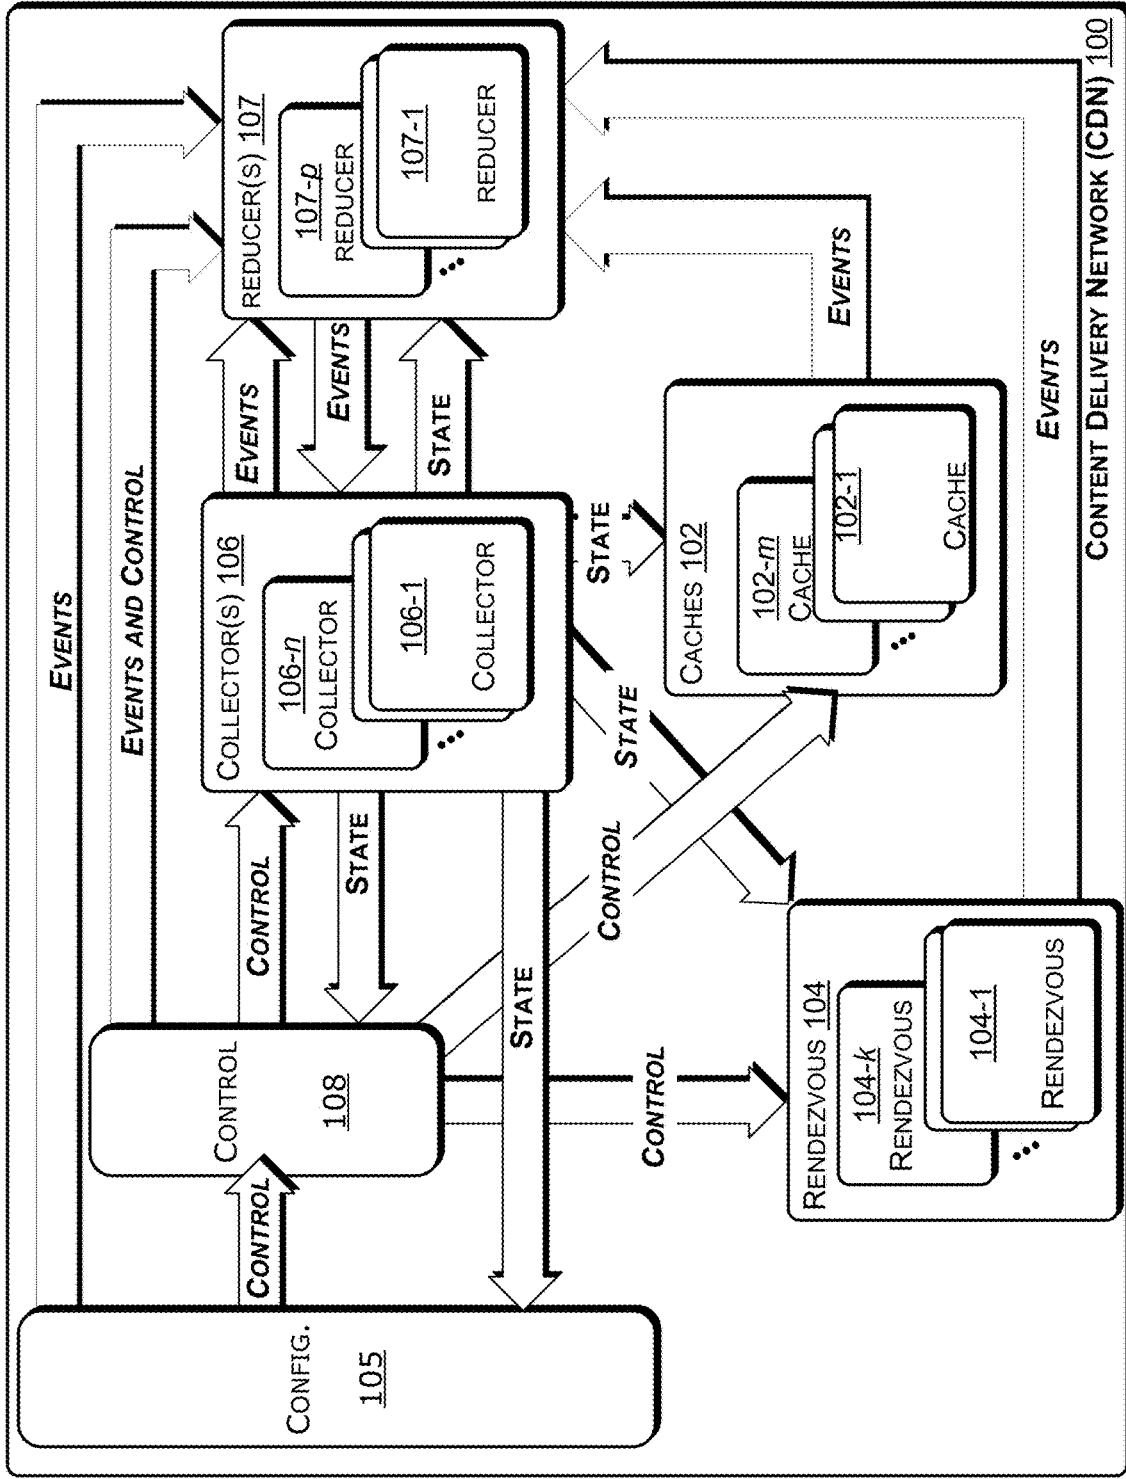 EVENTS
EVENTS AND CONTROL
CONFIG.
105
CONTROL
CONTROL
108
CONTROL
STATE
COLLECTOR(S) 106
106-n
COLLECTOR
106-1
COLLECTOR
...
EVENTS
EVENTS
STATE
REDUCER(S) 107
107-p
REDUCER
107-1
REDUCER
...
STATE
CONTROL
CONTROL
STATE
STATE
RENDEZVOUS 104
104-k
RENDEZVOUS
104-1
RENDEZVOUS
...
CACHES 102
102-m
CACHE
102-1
CACHE
...
EVENTS
EVENTS
CONTENT DELIVERY NETWORK (CDN) 100